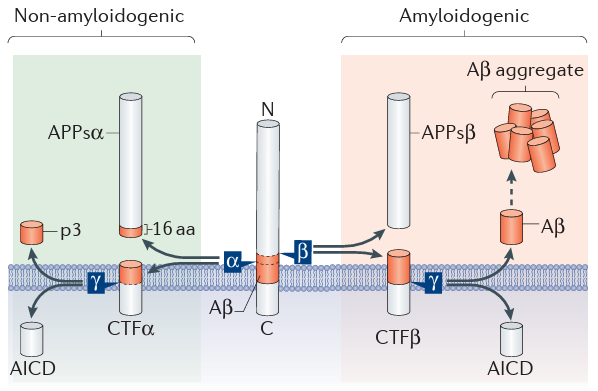 Non-amyloidogenic
Amyloidogenic
Aβ aggregate
N
APPsα
APPsβ
p3
16 aa
Aβ
α
β
γ
γ
Aβ
CTFα
C
CTFβ
AICD
AICD